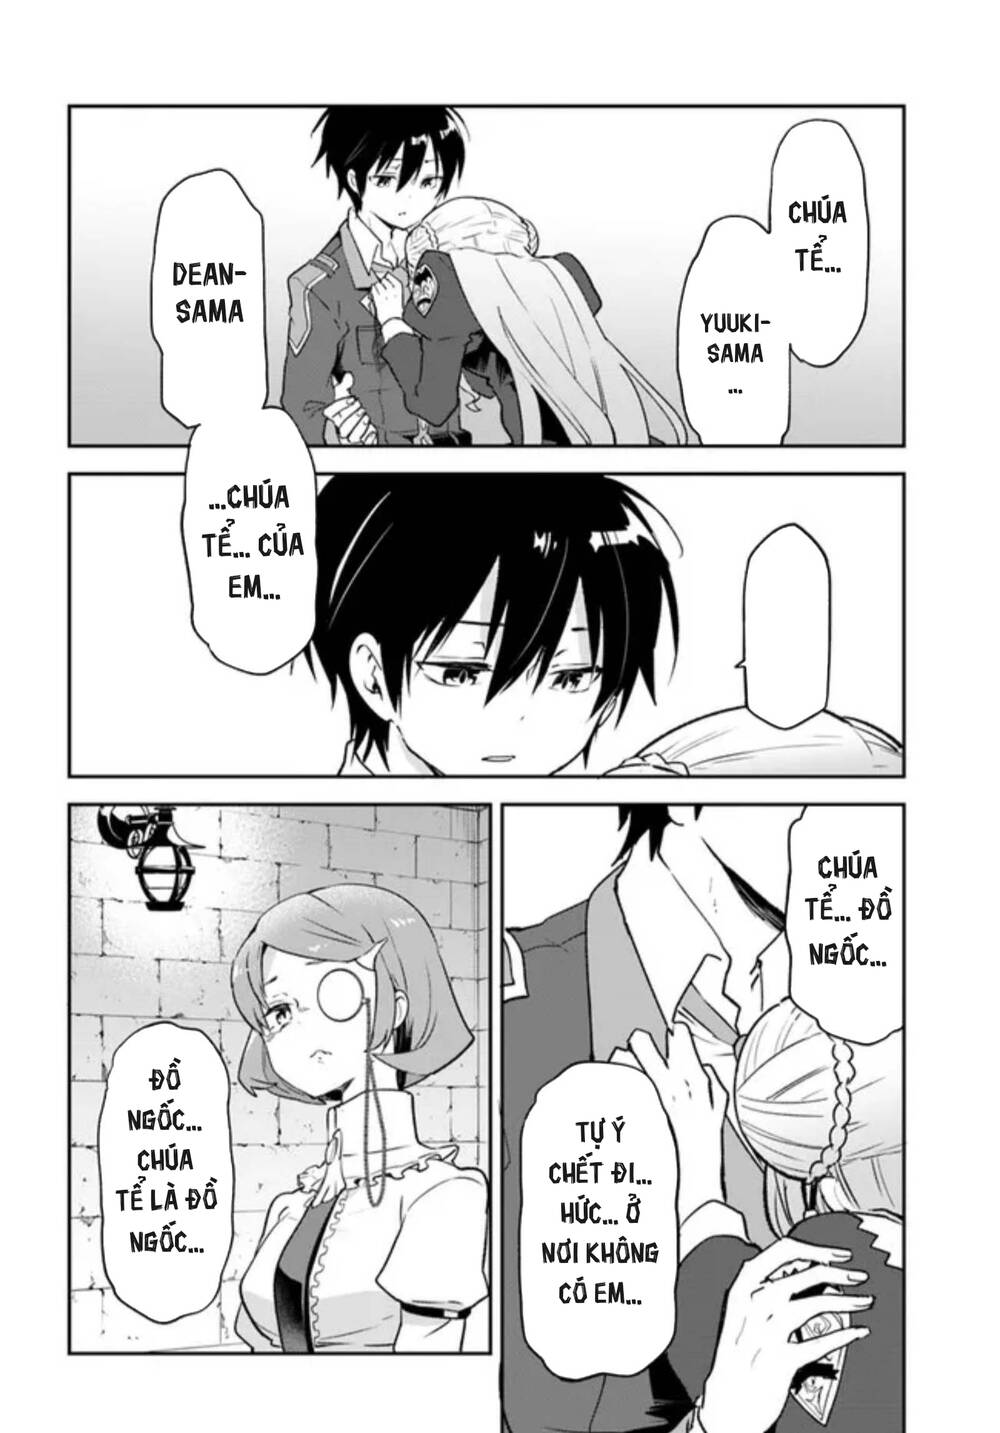 CHÚA
TỂ...
YUUKI-
SAMA
...
DEAN-
SAMA
...CHÚA
TỂ... CỦA
EM...
CHÚA
TỂ... ĐỒ
NGỐC...
TỰ Ý
CHẾT ĐI...
HỨC... Ở
NƠI KHÔNG
CÓ EM...
ĐỒ
NGỐC...
CHÚA
TỂ LÀ ĐỒ
NGỐC...